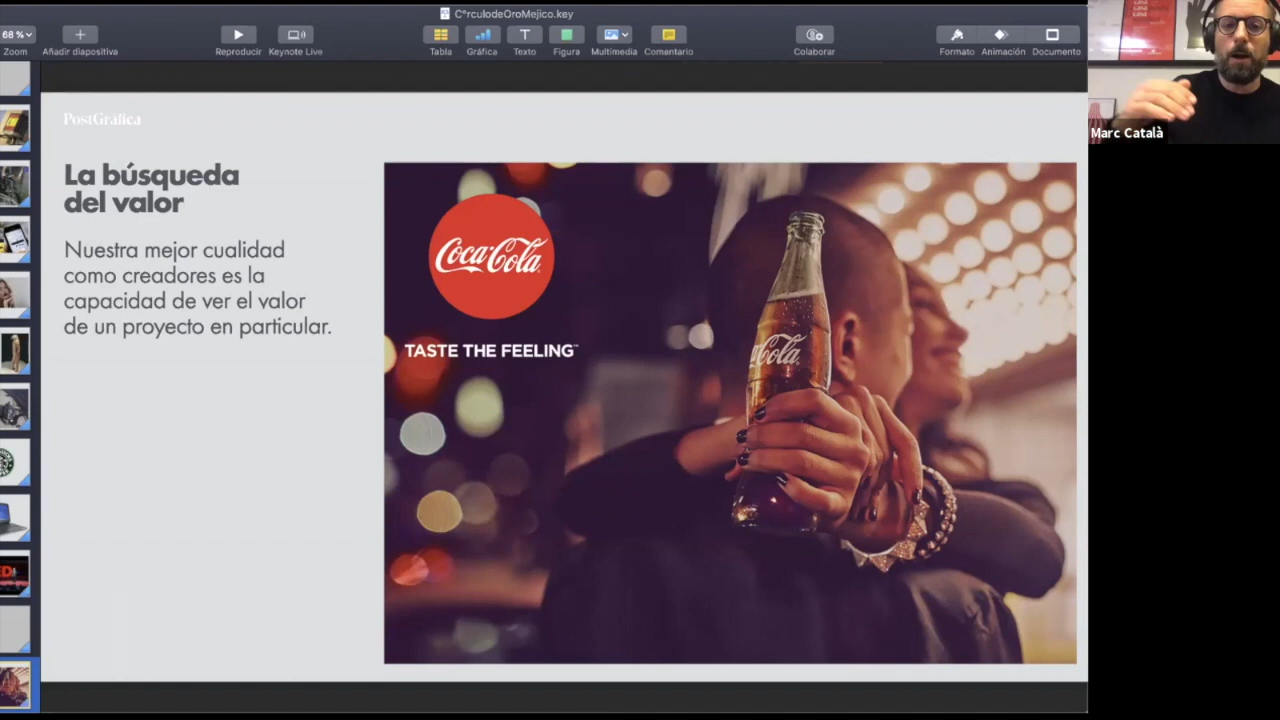 C°rculodeOroMejico.key
68 %
Zoom
Añadir diapositiva
Reproducir
Keynote Live
Tabla
Gráfica
Texto
Figura
Multimedia
Comentario
Colaborar
Formato
Animación
Documento
Marc Català
PostGráfica
La búsqueda
del valor
Nuestra mejor cualidad
como creadores es la
capacidad de ver el valor
de un proyecto en particular.
Coca-Cola
TASTE THE FEELING™
Coca-Cola